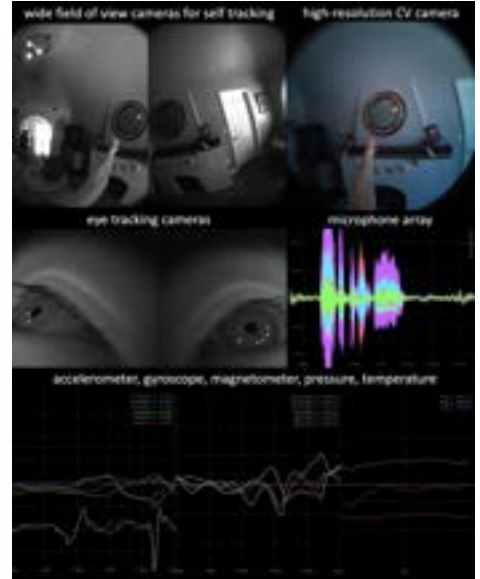 wide field of view cameras for self tracking
high-resolution CV camera
eye tracking cameras
microphone array
accelerometer, gyroscope, magnetometer, pressure, temperature